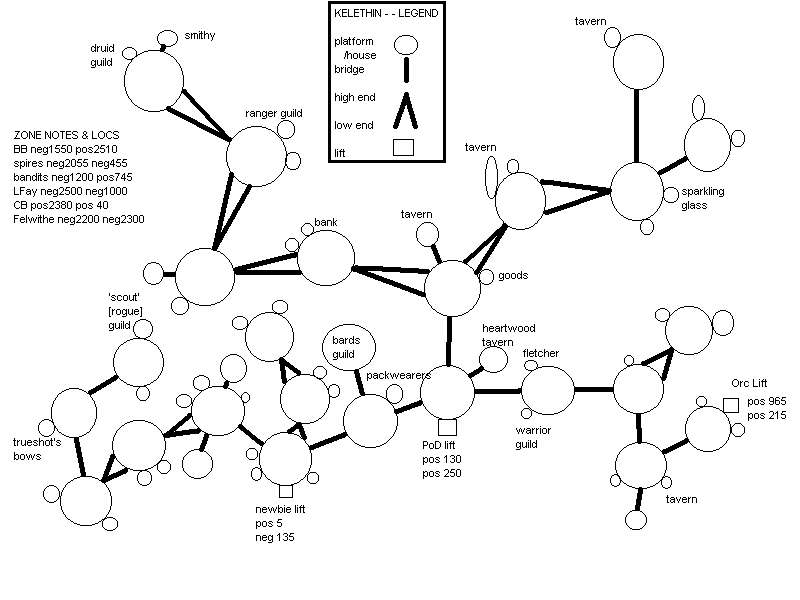 KELETHIN - - LEGEND
platform
/house
bridge
high end
low end
lift
smithy
druid
guild
ranger guild
ZONE NOTES & LOCS
BB neg1550 pos2510
spires neg2055 neg455
bandits neg1200 pos745
LFay neg2500 neg1000
CB pos2380 pos 40
Felwithe neg2200 neg2300
tavern
tavern
sparkling
glass
bank
tavern
goods
'scout'
[rogue]
guild
bards
guild
packwearers
heartwood
tavern
fletcher
warrior
guild
Orc Lift
pos 965
pos 215
trueshot's
bows
PoD lift
pos 130
pos 250
newbie lift
pos 5
neg 135
tavern